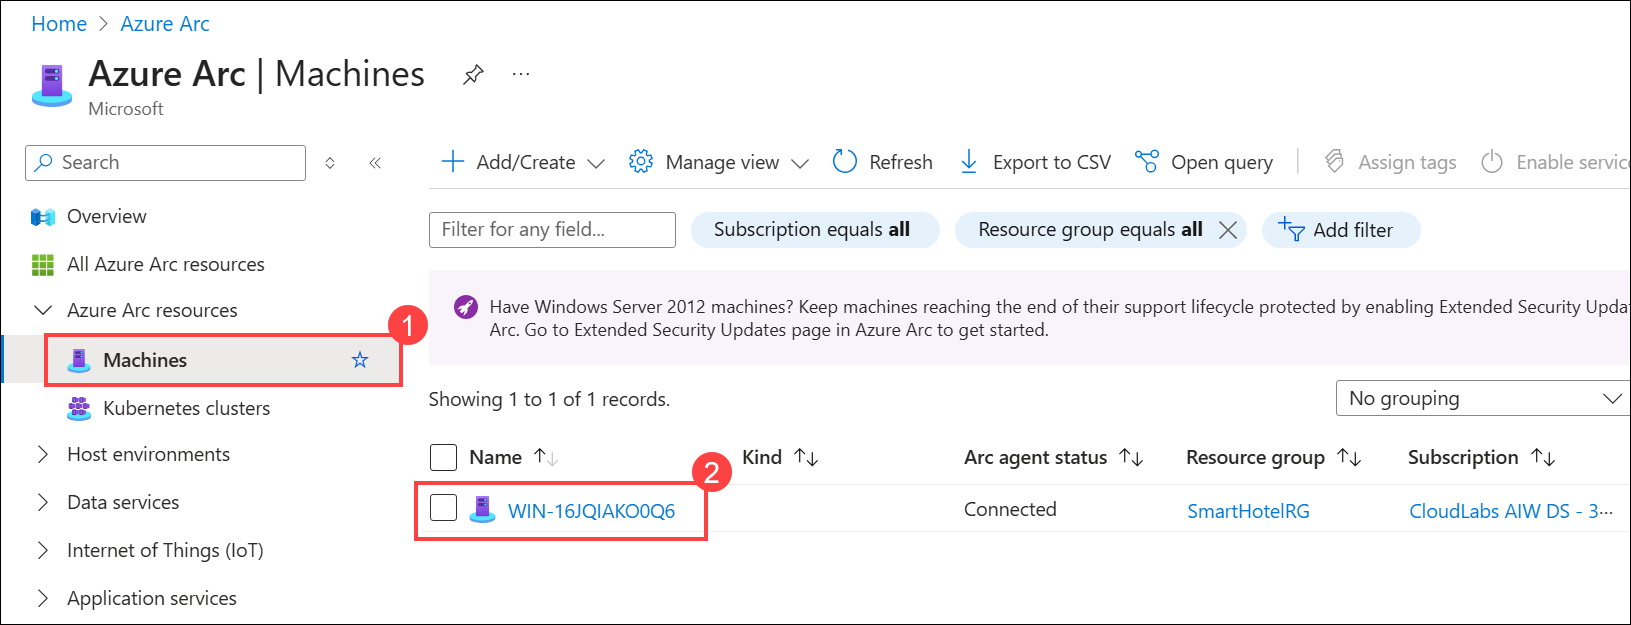 Home > Azure Arc
Azure Arc | Machines
Microsoft
Search
Add/Create
Manage view
Refresh
Export to CSV
Open query
Assign tags
Enable servic
Overview
All Azure Arc resources
Azure Arc resources
1
Machines
Kubernetes clusters
Host environments
Data services
Internet of Things (IoT)
Application services
Filter for any field...
Subscription equals all
Resource group equals all
Add filter
Have Windows Server 2012 machines? Keep machines reaching the end of their support lifecycle protected by enabling Extended Security Upda
Arc. Go to Extended Security Updates page in Azure Arc to get started.
Showing 1 to 1 of 1 records.
No grouping
Name
Kind
Arc agent status
Resource group
Subscription
2
WIN-16JQIAKO0Q6
Connected
SmartHotelRG
CloudLabs AIW DS - 3···